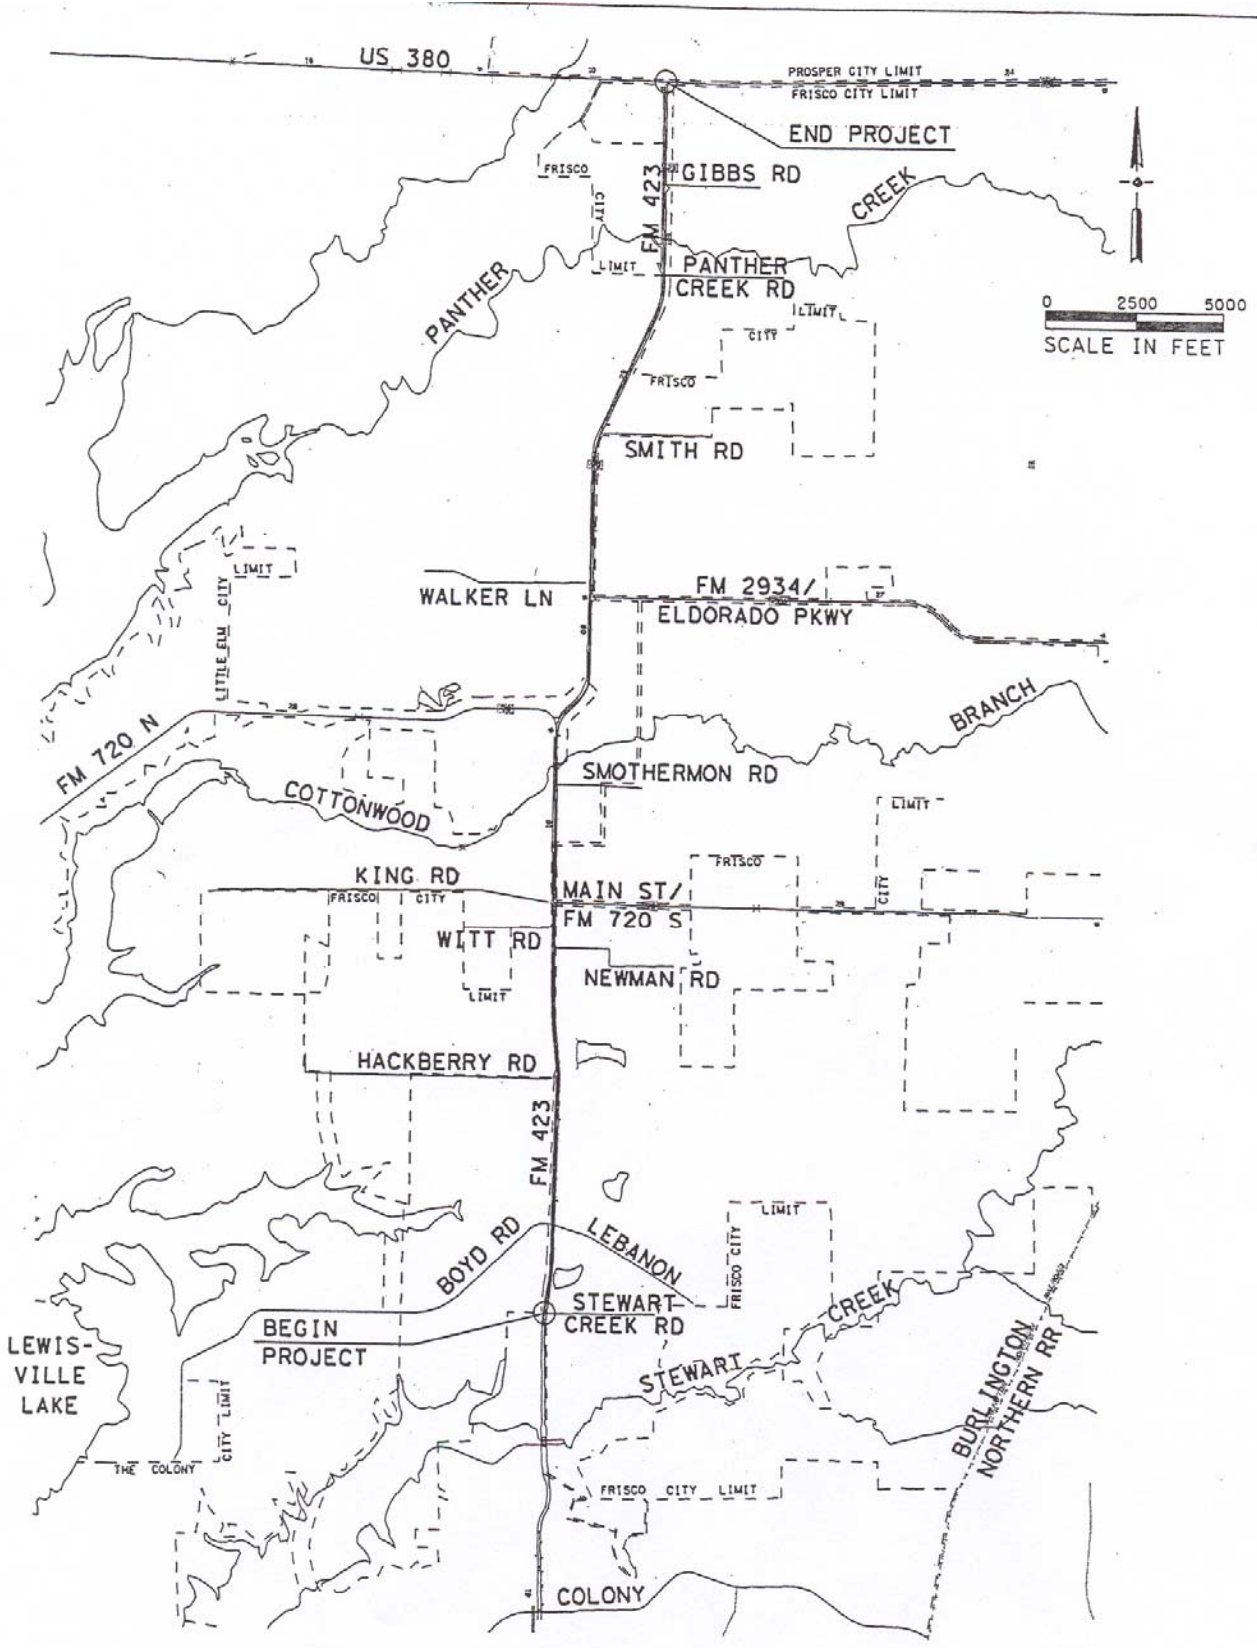 US 380
PROSPER CITY LIMIT
FRISCO CITY LIMIT
END PROJECT
FRISCO
CITY
LIMIT
FM 423
GIBBS RD
CREEK
PANTHER
PANTHER
CREEK RD
0 2500 5000
SCALE IN FEET
LIMIT
CITY
FRISCO
SMITH RD
LIMIT
LITTLE ELM CITY
WALKER LN
FM 2934/
ELDORADO PKWY
BRANCH
FM 720 N
SMOTHERMON RD
COTTONWOOD
LIMIT
CITY
FRISCO
KING RD
FRISCO CITY
MAIN ST/
FM 720 S
WITT RD
LIMIT
NEWMAN RD
HACKBERRY RD
FM 423
BOYD RD
LEBANON
LIMIT
FRISCO CITY
STEWART
CREEK RD
BEGIN
PROJECT
CREEK
STEWART
LEWIS-
VILLE
LAKE
CITY LIMIT
THE COLONY
BURLINGTON
NORTHERN RR
FRISCO CITY LIMIT
COLONY